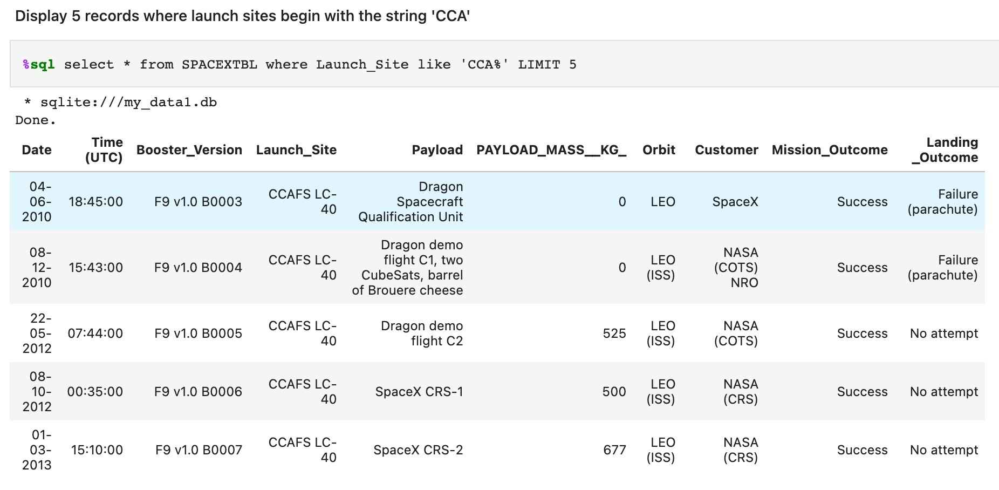 Display 5 records where launch sites begin with the string 'CCA'
%sql select * from SPACEXTBL where Launch_Site like 'CCA%' LIMIT 5
* sqlite:///my_data1.db
Done.
Date Time (UTC) Booster_Version Launch_Site Payload PAYLOAD_MASS__KG_ Orbit Customer Mission_Outcome Landing _Outcome
04-06-2010 18:45:00 F9 v1.0 B0003 CCAFS LC-40 Dragon Spacecraft Qualification Unit 0 LEO SpaceX Success Failure (parachute)
08-12-2010 15:43:00 F9 v1.0 B0004 CCAFS LC-40 Dragon demo flight C1, two CubeSats, barrel of Brouere cheese 0 LEO (ISS) NASA (COTS) NRO Success Failure (parachute)
22-05-2012 07:44:00 F9 v1.0 B0005 CCAFS LC-40 Dragon demo flight C2 525 LEO (ISS) NASA (COTS) Success No attempt
08-10-2012 00:35:00 F9 v1.0 B0006 CCAFS LC-40 SpaceX CRS-1 500 LEO (ISS) NASA (CRS) Success No attempt
01-03-2013 15:10:00 F9 v1.0 B0007 CCAFS LC-40 SpaceX CRS-2 677 LEO (ISS) NASA (CRS) Success No attempt